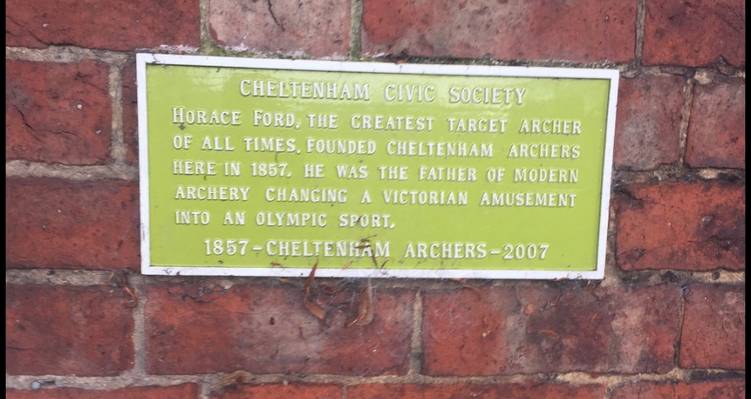 CHELTENHAM CIVIC SOCIETY
HORACE FORD, THE GREATEST TARGET ARCHER
OF ALL TIMES, FOUNDED CHELTENHAM ARCHERS
HERE IN 1857. HE WAS THE FATHER OF MODERN
ARCHERY CHANGING A VICTORIAN AMUSEMENT
INTO AN OLYMPIC SPORT.
1857-CHELTENHAM ARCHERS-2007